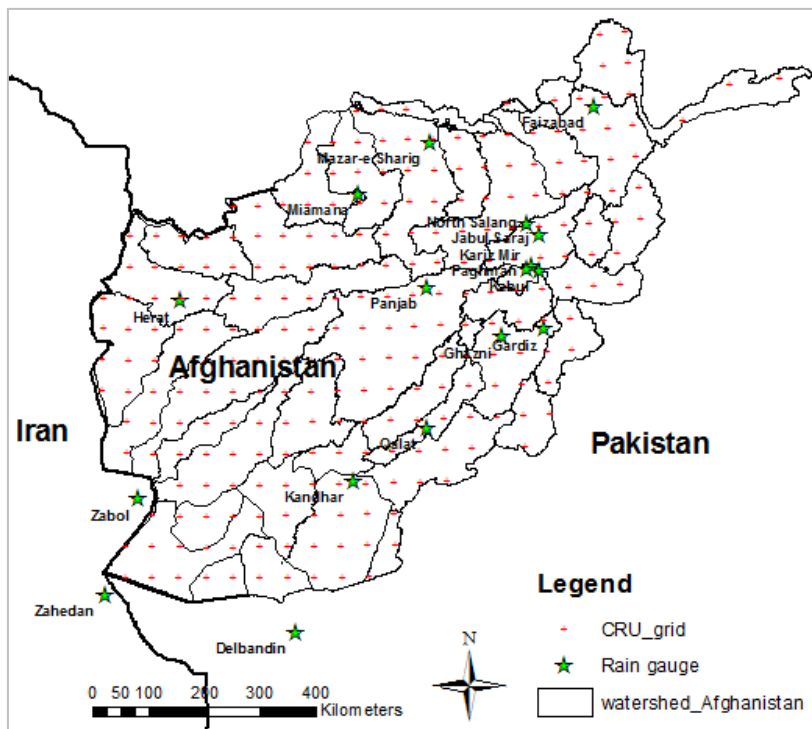 Faizabad
Mazar-e-Sharig
Miamana
North Salang
Jabul Saraj
Kariz Mir
Paghman
Kabul
Panjab
Herat
Ghazni
Gardiz
Afghanistan
Iran
Pakistan
Qalat
Kandhar
Zabol
Zahedan
Delbandin
Legend
CRU_grid
Rain gauge
watershed_Afghanistan
N
0 50 100 200 300 400
Kilometers